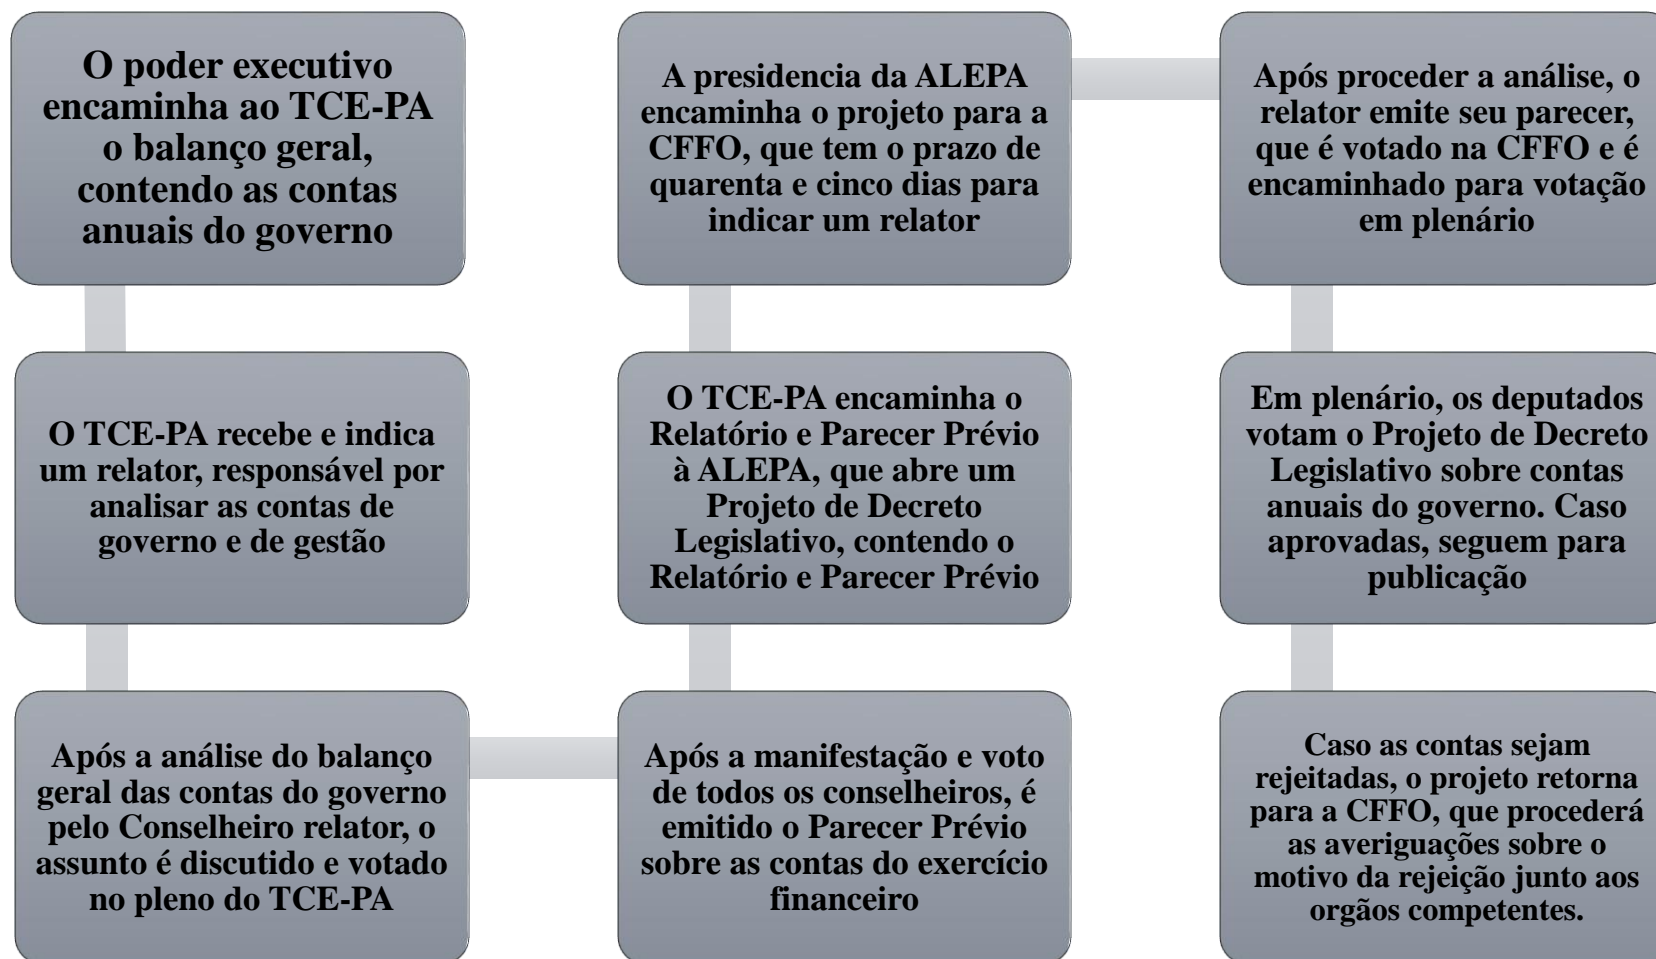 O poder executivo
encaminha ao TCE-PA
o balanço geral,
contendo as contas
anuais do governo
O TCE-PA recebe e indica
um relator, responsável por
analisar as contas de
governo e de gestão
Após a análise do balanço
geral das contas do governo
pelo Conselheiro relator, o
assunto é discutido e votado
no pleno do TCE-PA
Após a manifestação e voto
de todos os conselheiros, é
emitido o Parecer Prévio
sobre as contas do exercício
financeiro
O TCE-PA encaminha o
Relatório e Parecer Prévio
à ALEPA, que abre um
Projeto de Decreto
Legislativo, contendo o
Relatório e Parecer Prévio
A presidencia da ALEPA
encaminha o projeto para a
CFFO, que tem o prazo de
quarenta e cinco dias para
indicar um relator
Após proceder a análise, o
relator emite seu parecer,
que é votado na CFFO e é
encaminhado para votação
em plenário
Em plenário, os deputados
votam o Projeto de Decreto
Legislativo sobre contas
anuais do governo. Caso
aprovadas, seguem para
publicação
Caso as contas sejam
rejeitadas, o projeto retorna
para a CFFO, que procederá
as averiguações sobre o
motivo da rejeição junto aos
orgãos competentes.